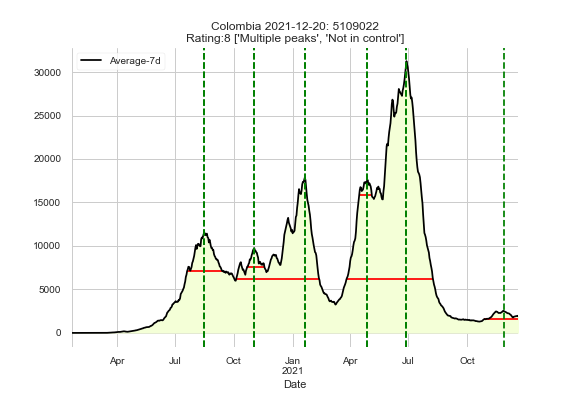 Colombia 2021-12-20: 5109022
Rating:8 ['Multiple peaks', 'Not in control']
Average-7d
30000
25000
20000
15000
10000
5000
0
Apr Jul Oct Jan Apr Jul Oct
2021
Date